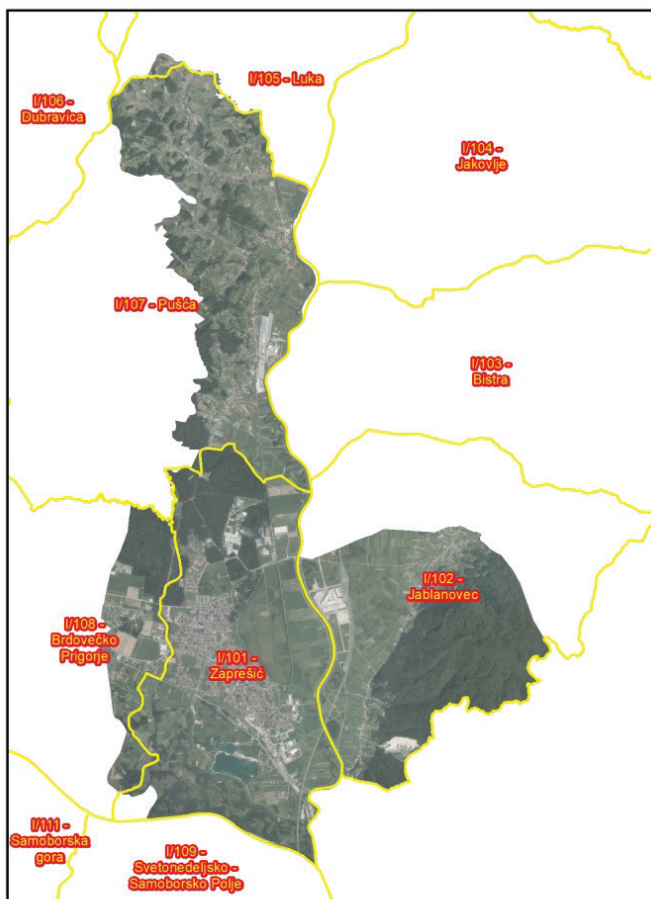 I/105 - Luka
I/106 -
Dubravica
I/104 -
Jakovlje
I/107 - Pušća
I/103 -
Bistra
I/102 -
Jablanovec
I/108 -
Brdovečko
Prigorje
I/101 -
Zaprešić
I/111 -
Samoborska
gora
I/109 -
Svetonedeljsko -
Samoborsko Polje